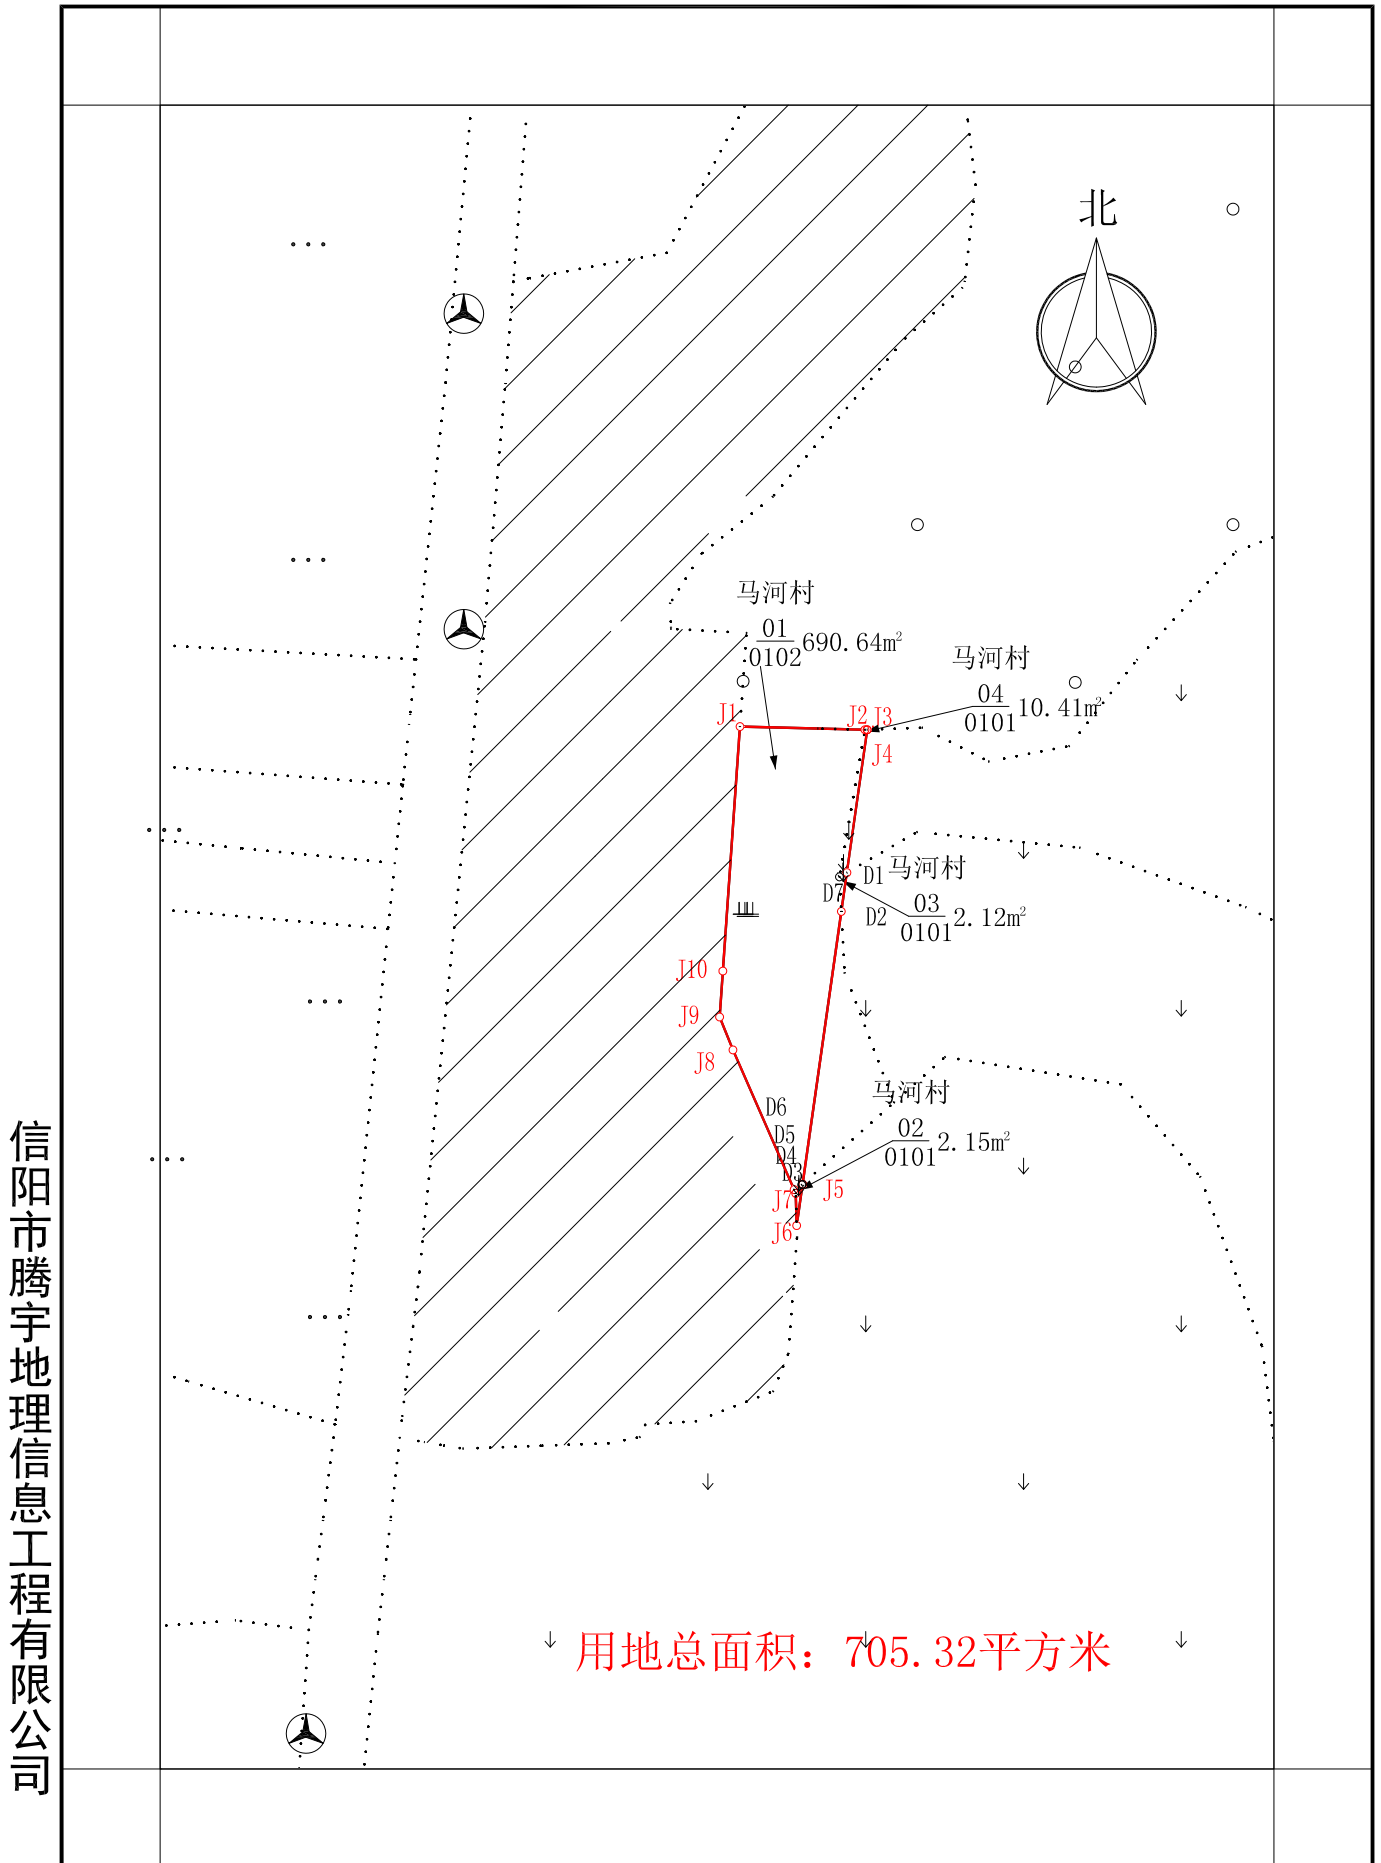 北
马河村
01
0102
690.64m²
马河村
04
0101
10.41m²
J1
J2
J3
J4
马河村
D1
D7
D2
03
0101
2.12m²
J10
J9
J8
马河村
D6
02
0101
2.15m²
D5
D4
D3
J5
J7
J6
用地总面积：705.32平方米
信阳市腾宇地理信息工程有限公司